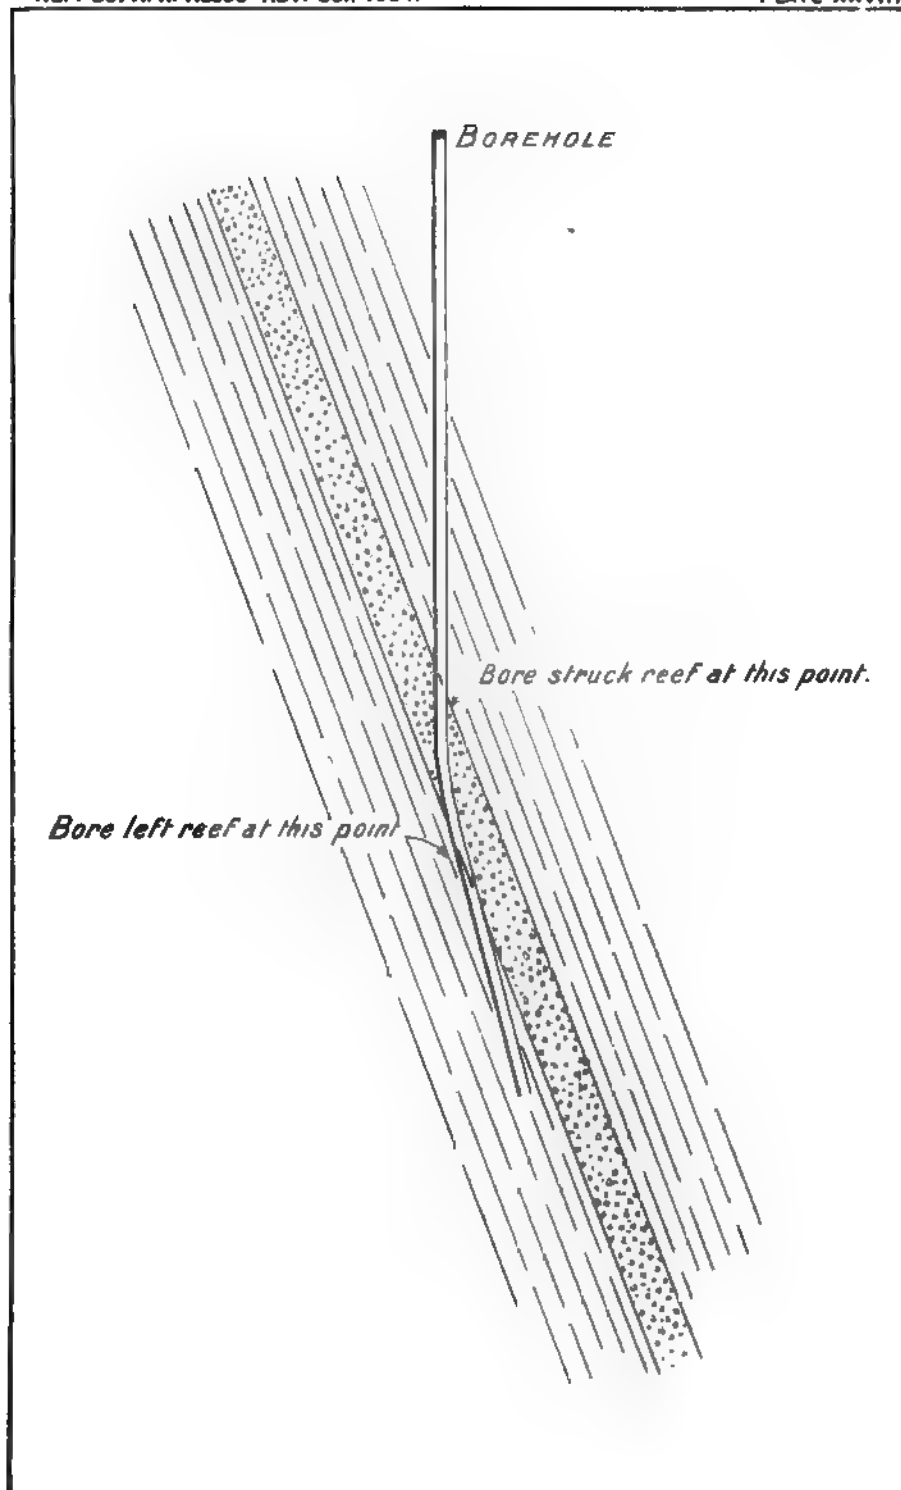 BOREHOLE
Bore struck reef at this point.
Bore left reef at this point